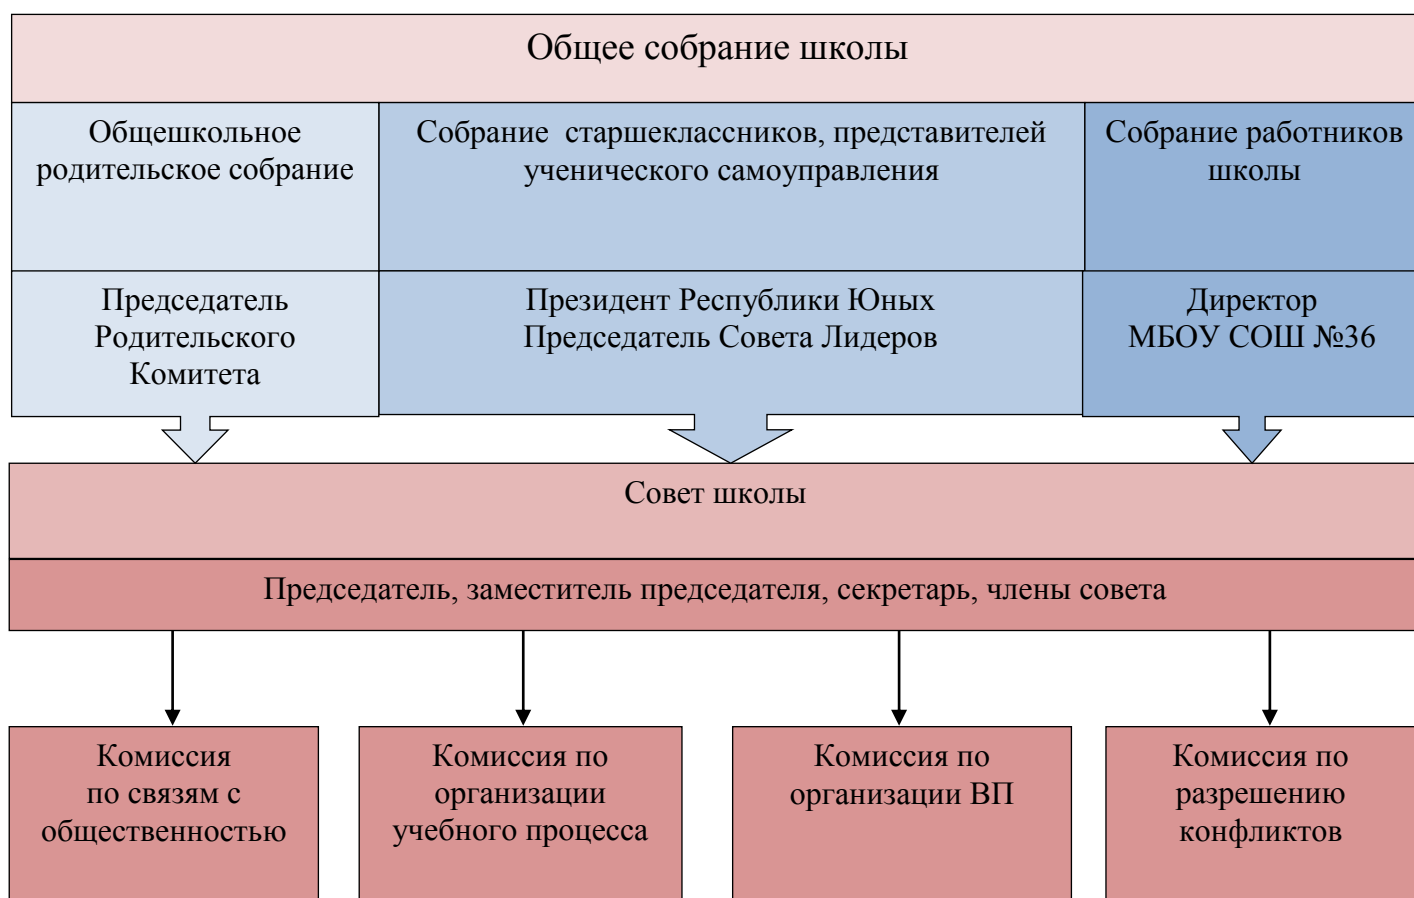 Общее собрание школы
Общешкольное
родительское собрание
Собрание старшеклассников, представителей
ученического самоуправления
Собрание работников
школы
Председатель
Родительского
Комитета
Президент Республики Юных
Председатель Совета Лидеров
Директор
МБОУ СОШ №36
Совет школы
Председатель, заместитель председателя, секретарь, члены совета
Комиссия
по связям с
общественностью
Комиссия по
организации
учебного процесса
Комиссия по
организации ВП
Комиссия по
разрешению
конфликтов